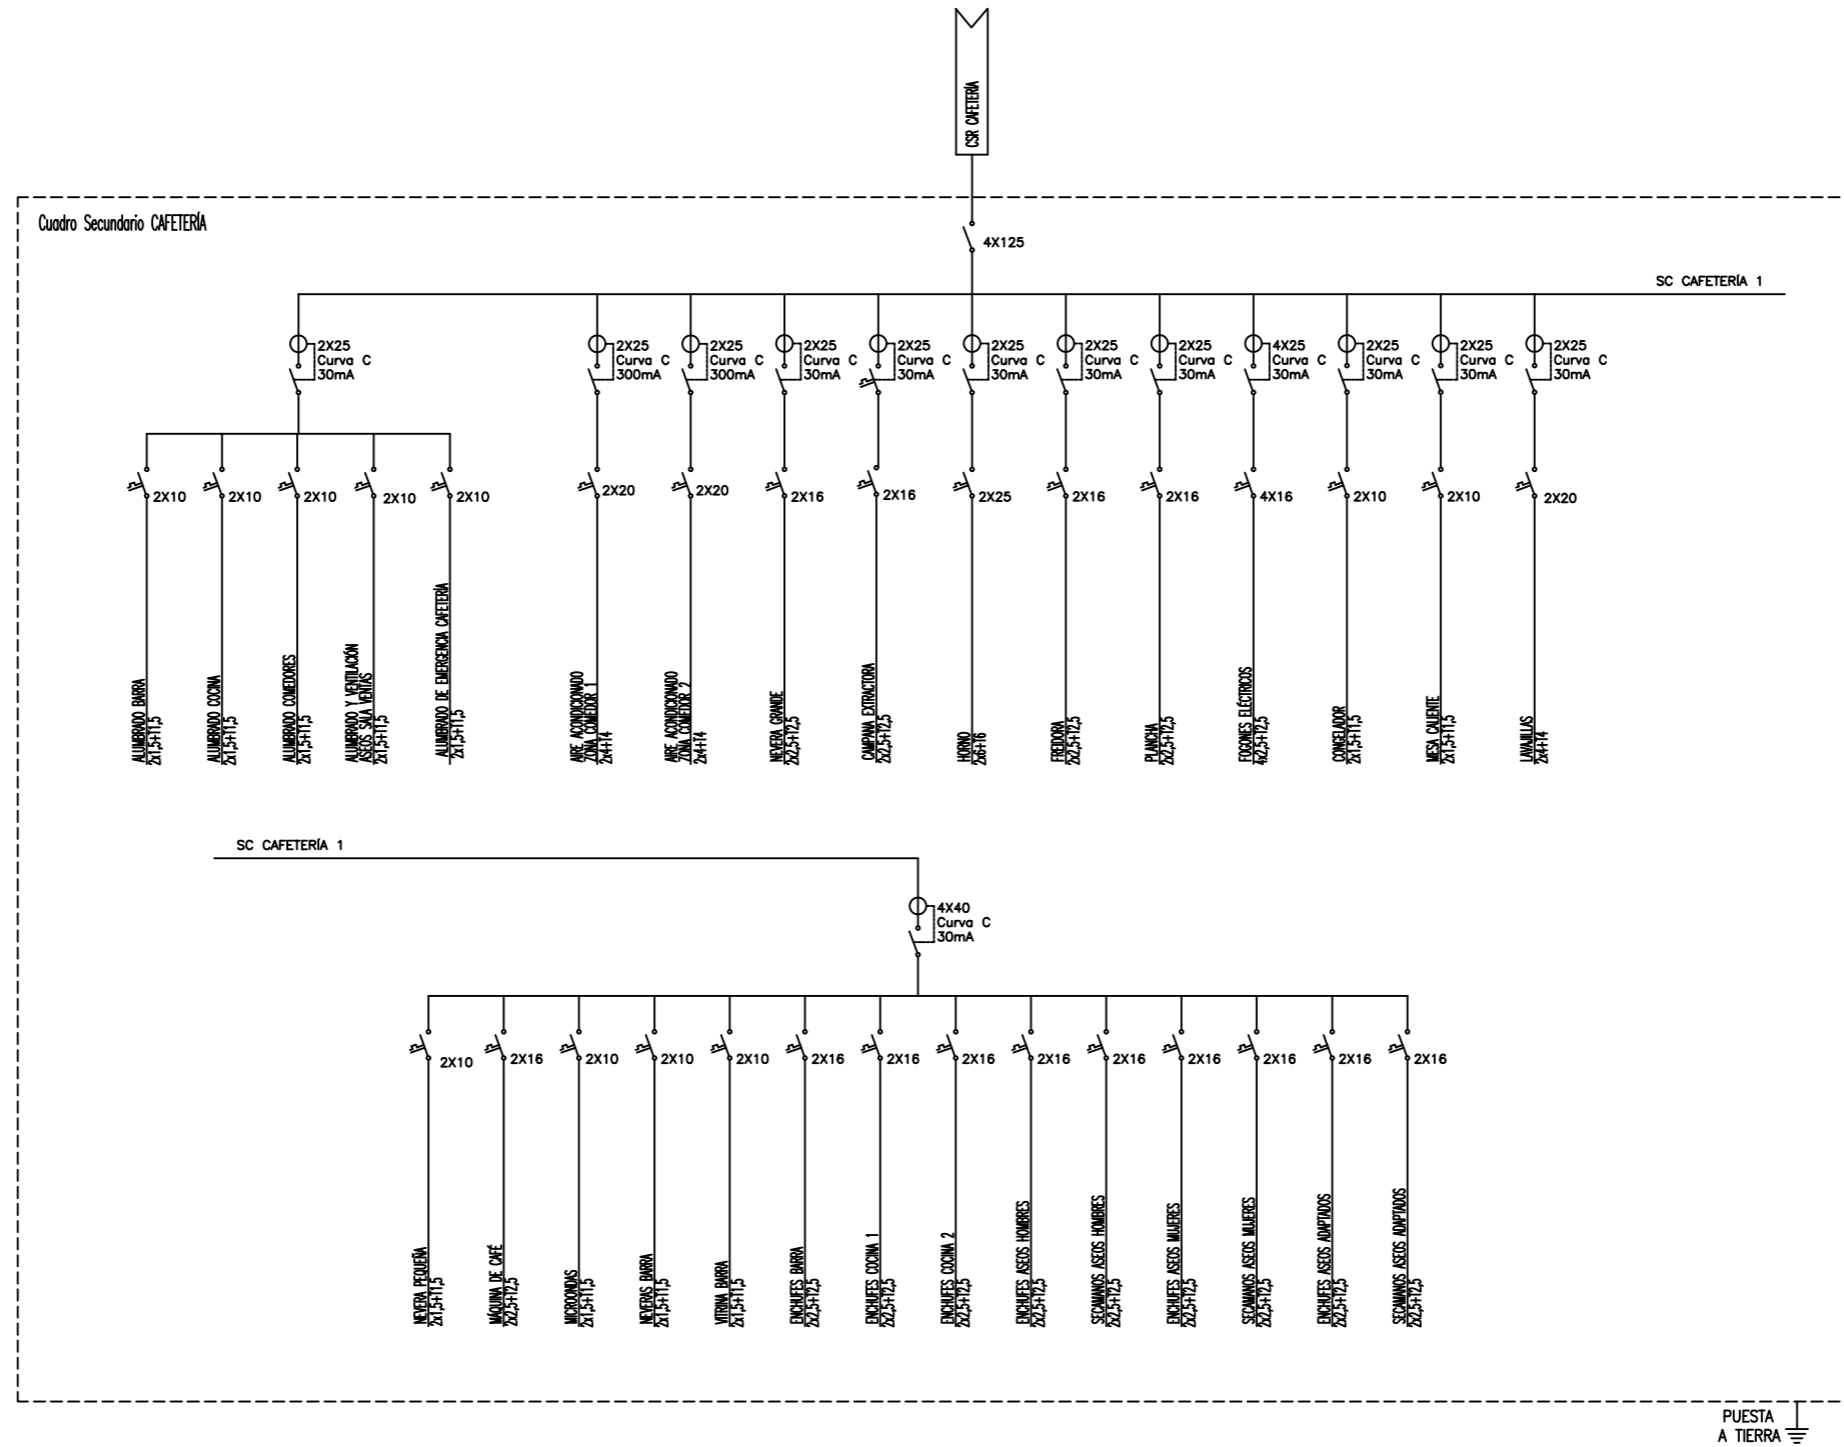 CSR CAFETERÍA
Cuadro Secundario CAFETERÍA
4X125
SC CAFETERÍA 1
2X25
Curva C
30mA
2X25
Curva C
300mA
2X25
Curva C
300mA
2X25
Curva C
30mA
2X25
Curva C
30mA
2X25
Curva C
30mA
2X25
Curva C
30mA
2X25
Curva C
30mA
4X25
Curva C
30mA
2X25
Curva C
30mA
2X25
Curva C
30mA
2X25
Curva C
30mA
2X10
2X10
2X10
2X10
2X10
2X20
2X20
2X16
2X16
2X25
2X16
2X16
4X16
2X10
2X10
2X20
ALUMBRADO BARRA
2x1,5+T1,5
ALUMBRADO COCINA
2x1,5+T1,5
ALUMBRADO COMEDORES
2x1,5+T1,5
ALUMBRADO Y VENTILACIÓN
ASEOS SALA VENTAS
2x1,5+T1,5
ALUMBRADO DE EMERGENCIA CAFETERÍA
2x1,5+T1,5
AIRE ACONDICIONADO
ZONA COMEDOR 1
2x4+T4
AIRE ACONDICIONADO
ZONA COMEDOR 2
2x4+T4
NEVERA GRANDE
2x2,5+T2,5
CAMPANA EXTRACTORA
2x2,5+T2,5
HORNO
2x6+T6
FREIDORA
2x2,5+T2,5
PLANCHA
2x2,5+T2,5
FOGONES ELÉCTRICOS
4x2,5+T2,5
CONGELADOR
2x1,5+T1,5
MESA CALIENTE
2x1,5+T1,5
LAVAJILLAS
2x4+T4
SC CAFETERÍA 1
4X40
Curva C
30mA
2X10
2X16
2X10
2X10
2X10
2X16
2X16
2X16
2X16
2X16
2X16
2X16
2X16
2X16
NEVERA PEQUEÑA
2x1,5+T1,5
MÁQUINA DE CAFÉ
2x2,5+T2,5
MICROONDAS
2x1,5+T1,5
NEVERAS BARRA
2x1,5+T1,5
VITRINA BARRA
2x1,5+T1,5
ENCHUFES BARRA
2x2,5+T2,5
ENCHUFES COCINA 1
2x2,5+T2,5
ENCHUFES COCINA 2
2x2,5+T2,5
ENCHUFES ASEOS HOMBRES
2x2,5+T2,5
SECAMANOS ASEOS HOMBRES
2x2,5+T2,5
ENCHUFES ASEOS MUJERES
2x2,5+T2,5
SECAMANOS ASEOS MUJERES
2x2,5+T2,5
ENCHUFES ASEOS ADAPTADOS
2x2,5+T2,5
SECAMANOS ASEOS ADAPTADOS
2x2,5+T2,5
PUESTA
A TIERRA